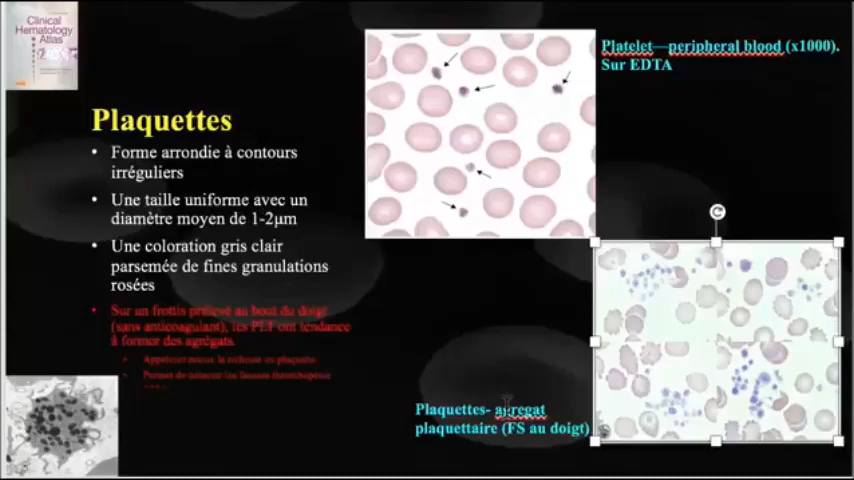 Clinical
Hematology
Atlas
Platelet—peripheral blood (x1000).
Sur EDTA
Plaquettes
• Forme arrondie à contours
irréguliers
• Une taille uniforme avec un
diamètre moyen de 1-2µm
• Une coloration gris clair
parsemée de fines granulations
rosées
• Sur un frottis prélevé au bout du doigt
(sans anticoagulant), les PLT ont tendance
à former des agrégats.
• Apprécier mieux la richesse en plaquette
• Permet de détecter les fausses thrombopénie
Plaquettes- agregat
plaquettaire (FS au doigt)